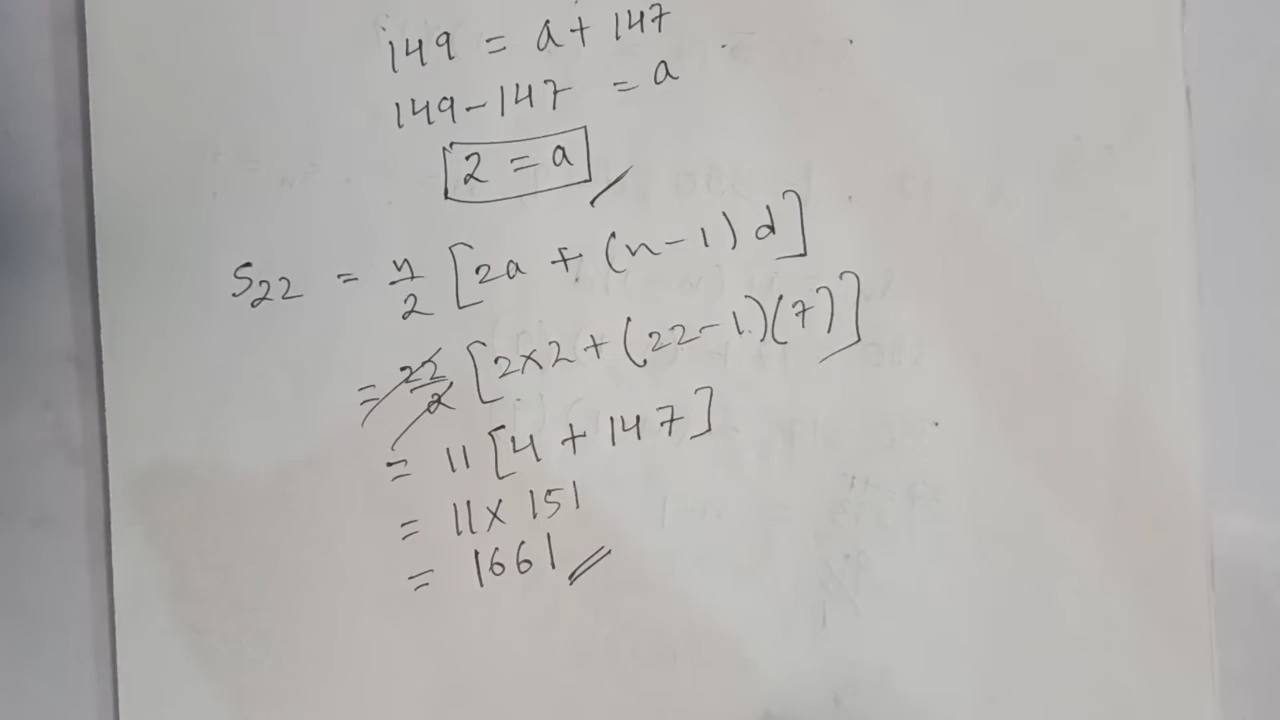 149 = a + 147
149 - 147 = a
2 = a
S22 = n/2 [2a + (n - 1) d]
= 22/2 [2×2 + (22 - 1)(7)]
= 11 [4 + 147]
= 11 × 151
= 1661